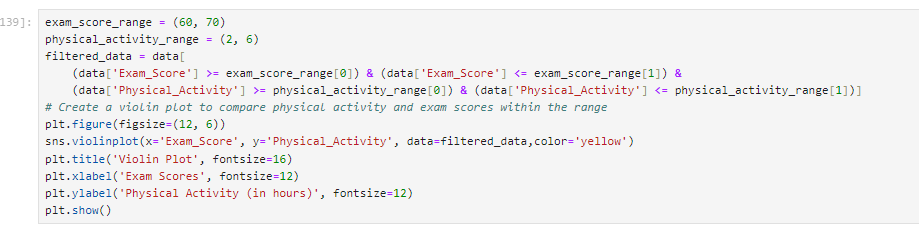 139]: exam_score_range = (60, 70)
physical_activity_range = (2, 6)
filtered_data = data[
    (data['Exam_Score'] >= exam_score_range[0]) & (data['Exam_Score'] <= exam_score_range[1]) &
    (data['Physical_Activity'] >= physical_activity_range[0]) & (data['Physical_Activity'] <= physical_activity_range[1])]
# Create a violin plot to compare physical activity and exam scores within the range
plt.figure(figsize=(12, 6))
sns.violinplot(x='Exam_Score', y='Physical_Activity', data=filtered_data,color='yellow')
plt.title('Violin Plot', fontsize=16)
plt.xlabel('Exam Scores', fontsize=12)
plt.ylabel('Physical Activity (in hours)', fontsize=12)
plt.show()